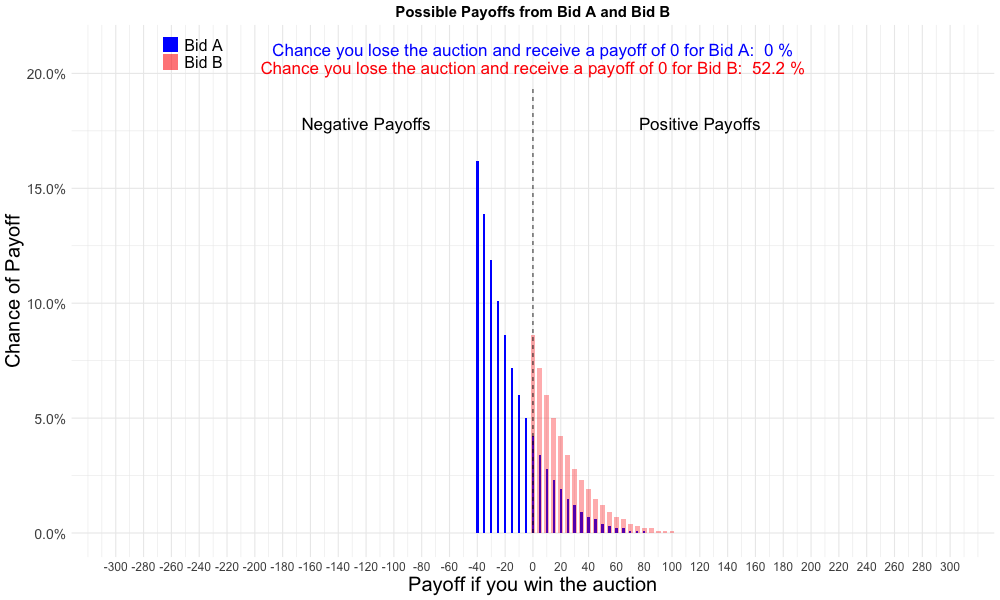 Possible Payoffs from Bid A and Bid B
Bid A
Bid B
Chance you lose the auction and receive a payoff of 0 for Bid A:  0 %
Chance you lose the auction and receive a payoff of 0 for Bid B:  52.2 %
Negative Payoffs
Positive Payoffs
Chance of Payoff
20.0%
15.0%
10.0%
5.0%
0.0%
-300 -280 -260 -240 -220 -200 -180 -160 -140 -120 -100 -80 -60 -40 -20 0 20 40 60 80 100 120 140 160 180 200 220 240 260 280 300
Payoff if you win the auction